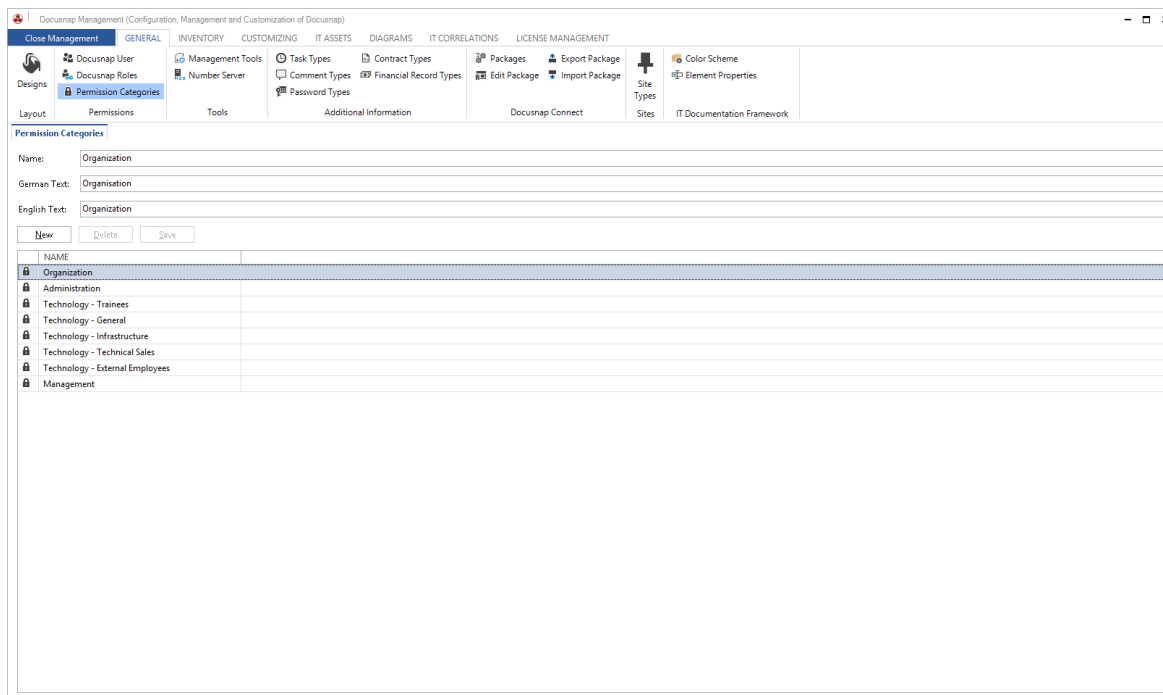 Docusnap Management (Configuration, Management and Customization of Docusnap)
Close Management GENERAL INVENTORY CUSTOMIZING IT ASSETS DIAGRAMS IT CORRELATIONS LICENSE MANAGEMENT
Designs
Layout
Docusnap User
Docusnap Roles
Permission Categories
Permissions
Management Tools
Number Server
Tools
Task Types Contract Types
Comment Types Financial Record Types
Password Types
Additional Information
Packages Export Package
Edit Package Import Package
Docusnap Connect
Site
Types
Sites
Color Scheme
Element Properties
IT Documentation Framework
Permission Categories
Name: Organization
German Text: Organisation
English Text: Organization
New Delete Save
NAME
Organization
Administration
Technology - Trainees
Technology - General
Technology - Infrastructure
Technology - Technical Sales
Technology - External Employees
Management